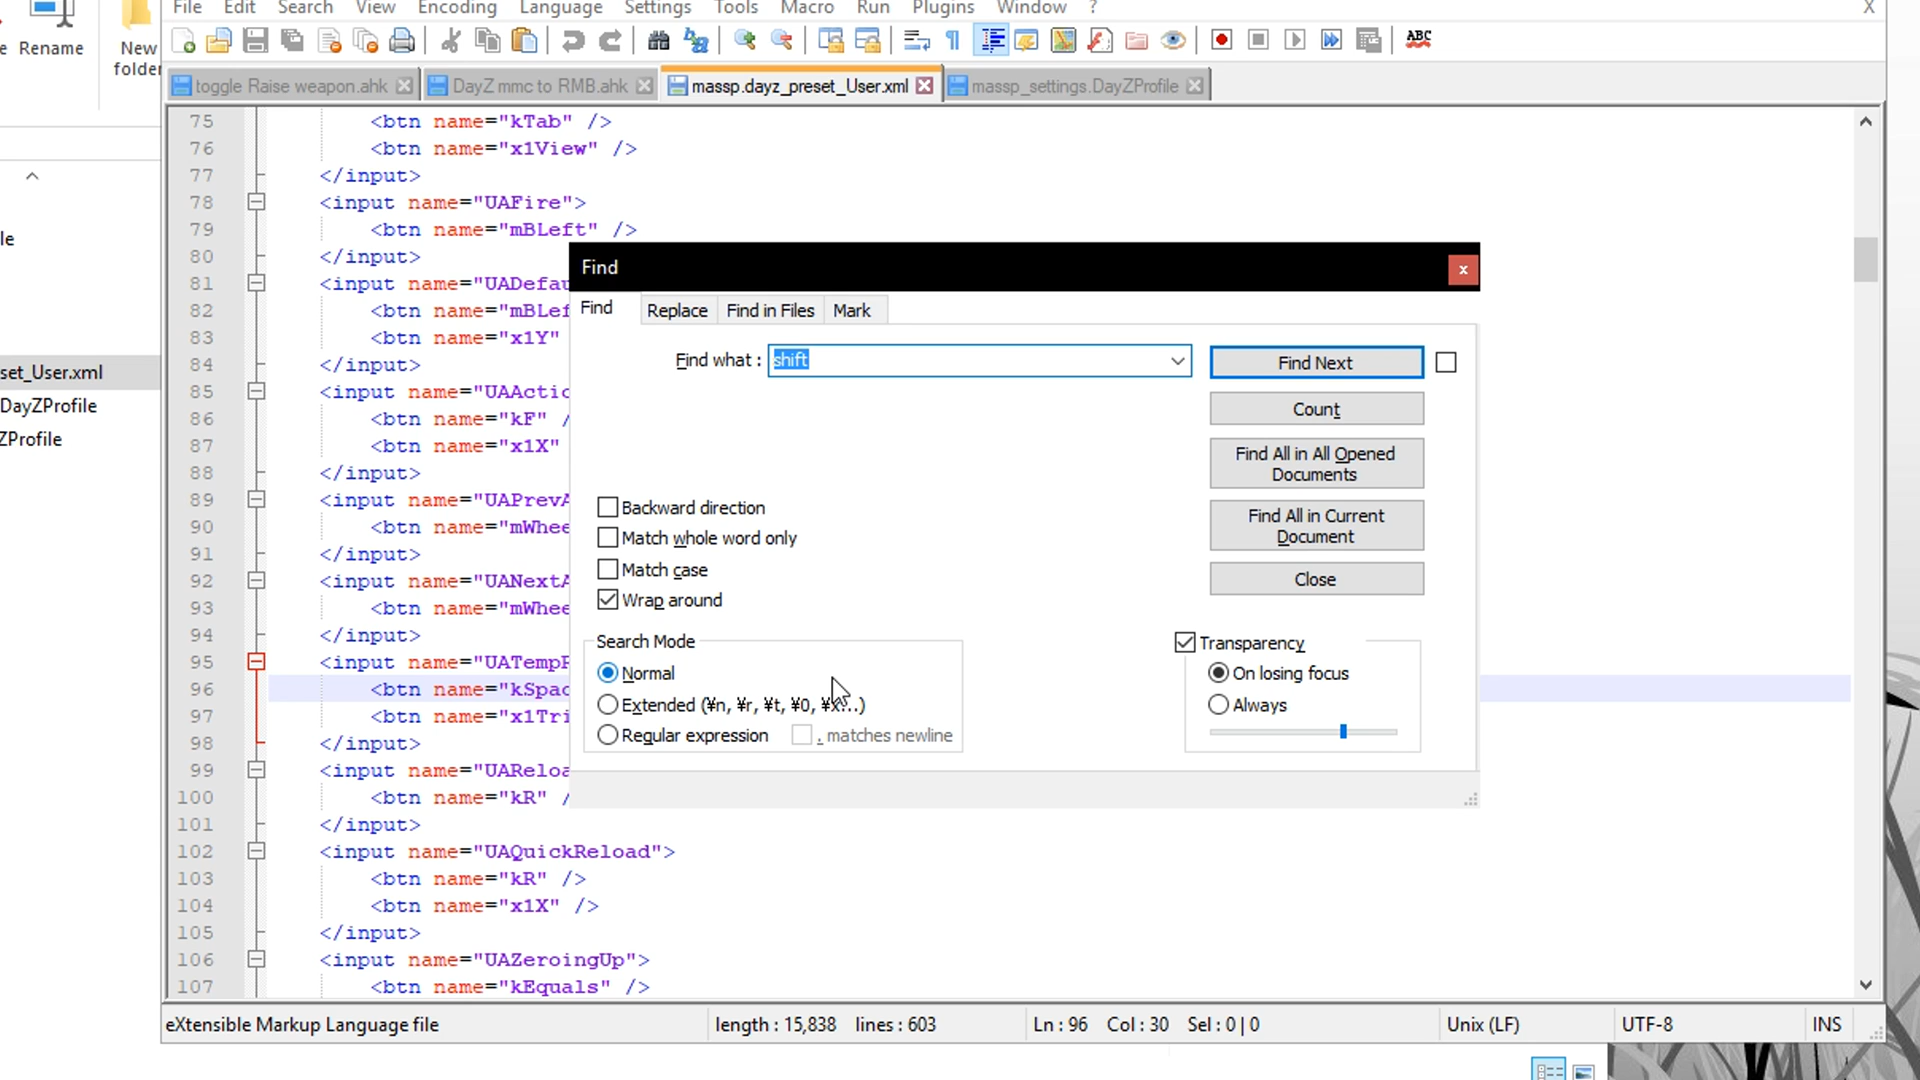 File Edit Search View Encoding Language Settings Tools Macro Run Plugins Window ? X
Rename
New
folder
ABC
toggle Raise weapon.ahk
DayZ mmc to RMB.ahk
massp.dayz_preset_User.xml
massp_settings.DayZProfile
le
set_User.xml
DayZProfile
ZProfile
75 <btn name="kTab" />
76 <btn name="x1View" />
77 </input>
78 <input name="UAFire">
79 <btn name="mBLeft" />
80 </input>
81 <input name="UADefau
82 <btn name="mBLef
83 <btn name="x1Y"
84 </input>
85 <input name="UAActio
86 <btn name="kF" /
87 <btn name="x1X"
88 </input>
89 <input name="UAPrevA
90 <btn name="mWhee
91 </input>
92 <input name="UANextA
93 <btn name="mWhee
94 </input>
95 <input name="UATempR
96 <btn name="kSpac
97 <btn name="x1Tri
98 </input>
99 <input name="UAReloa
100 <btn name="kR" /
101 </input>
102 <input name="UAQuickReload">
103 <btn name="kR" />
104 <btn name="x1X" />
105 </input>
106 <input name="UAZeroingUp">
107 <btn name="kEquals" />
Find
x
Find Replace Find in Files Mark
Find what : shift
Find Next
Count
Find All in All Opened
Documents
Find All in Current
Document
Close
Backward direction
Match whole word only
Match case
Wrap around
Search Mode
Normal
Extended (¥n, ¥r, ¥t, ¥0, ¥x...)
Regular expression
. matches newline
Transparency
On losing focus
Always
eXtensible Markup Language file
length : 15,838 lines : 603
Ln : 96 Col : 30 Sel : 0 | 0
Unix (LF)
UTF-8
INS